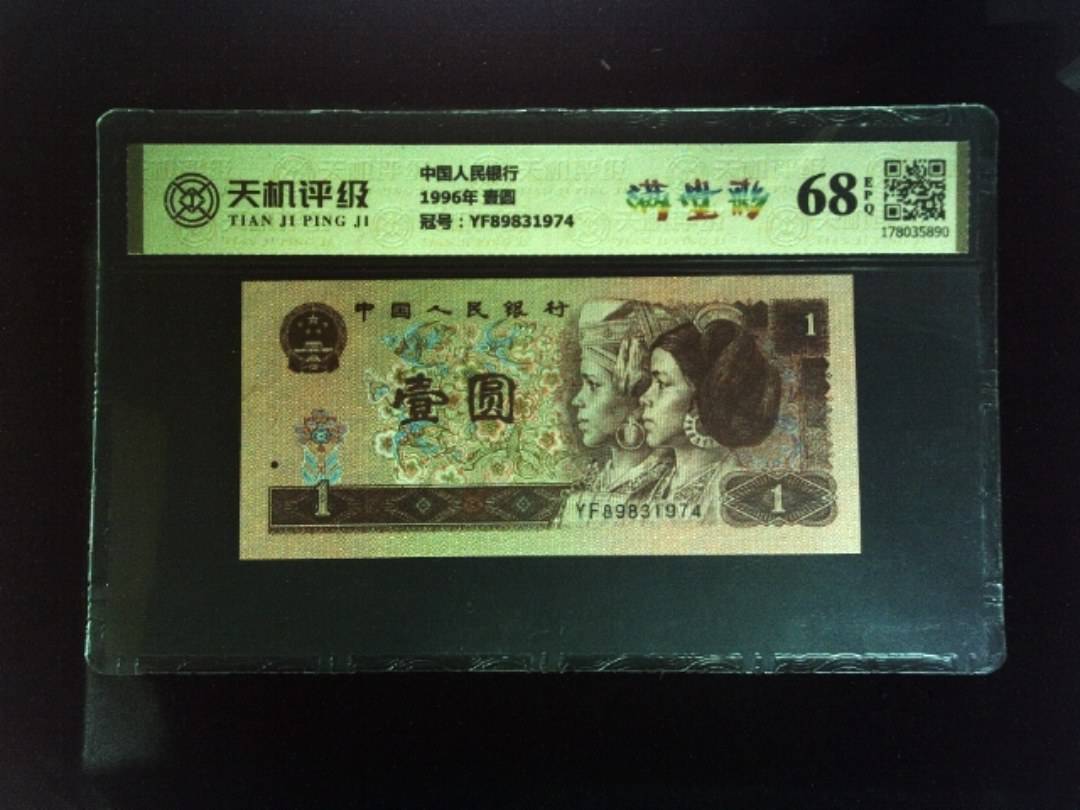 天机评级
TIAN JI PING JI
中国人民银行
1996年 壹圆
冠号：YF89831974
满堂彩
68
EPQ
178035890
中国人民银行
1
壹圆
1
YF89831974
1